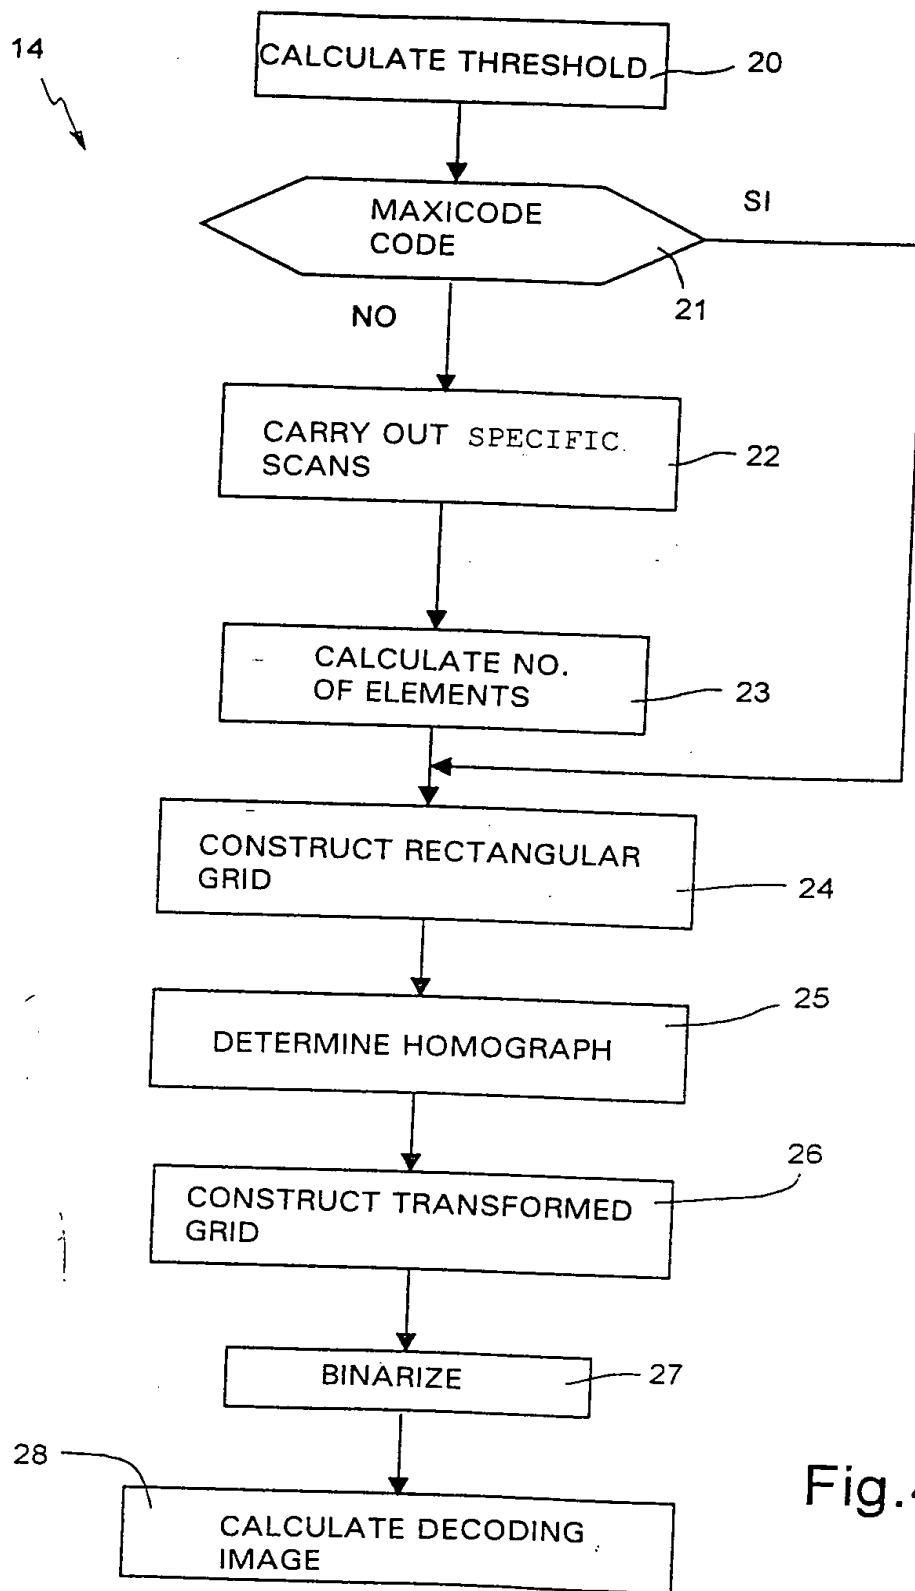 14
CALCULATE THRESHOLD
20
MAXICODE
CODE
SI
21
NO
CARRY OUT SPECIFIC
SCANS
22
CALCULATE NO.
OF ELEMENTS
23
CONSTRUCT RECTANGULAR
GRID
24
25
DETERMINE HOMOGRAPH
26
CONSTRUCT TRANSFORMED
GRID
BINARIZE
27
28
CALCULATE DECODING
IMAGE
Fig.